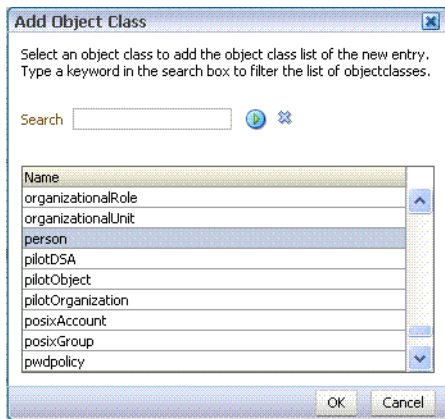 Add Object Class
Select an object class to add the object class list of the new entry.
Type a keyword in the search box to filter the list of objectclasses.
Search
Name
organizationalRole
organizationalUnit
person
pilotDSA
pilotObject
pilotOrganization
posixAccount
posixGroup
pwdpolicy
OK Cancel